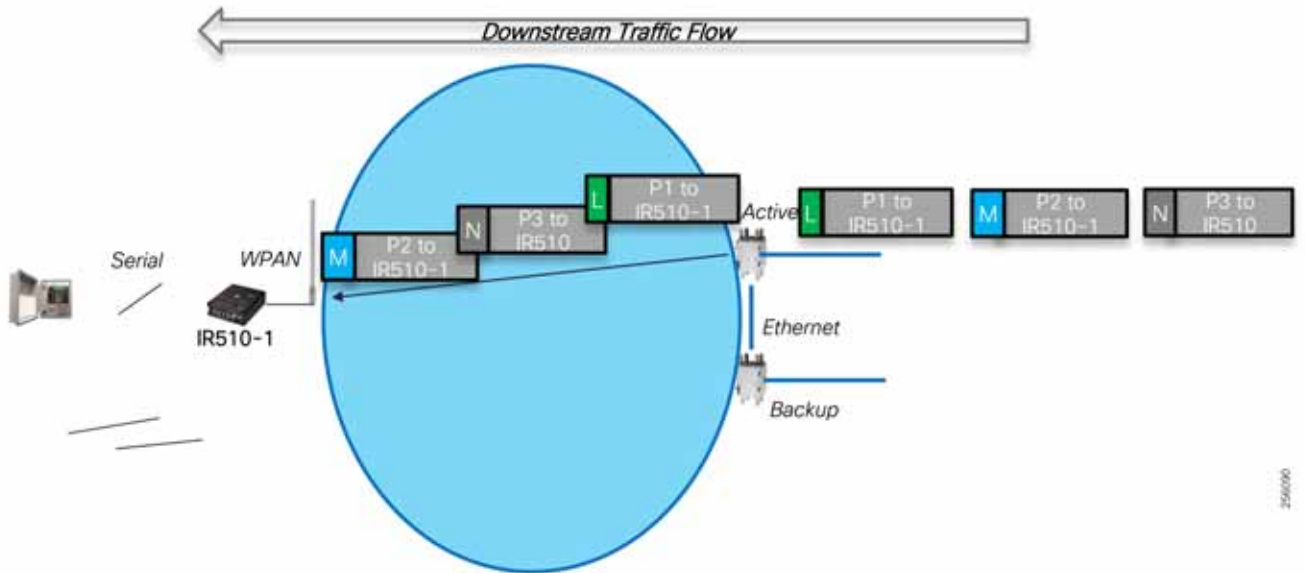 Downstream Traffic Flow
L
P1 to
IR510-1
Active
L
P1 to
IR510-1
M
P2 to
IR510-1
N
P3 to
IR510
N
P3 to
IR510
M
P2 to
IR510-1
Serial
WPAN
IR510-1
Ethernet
Backup
256090